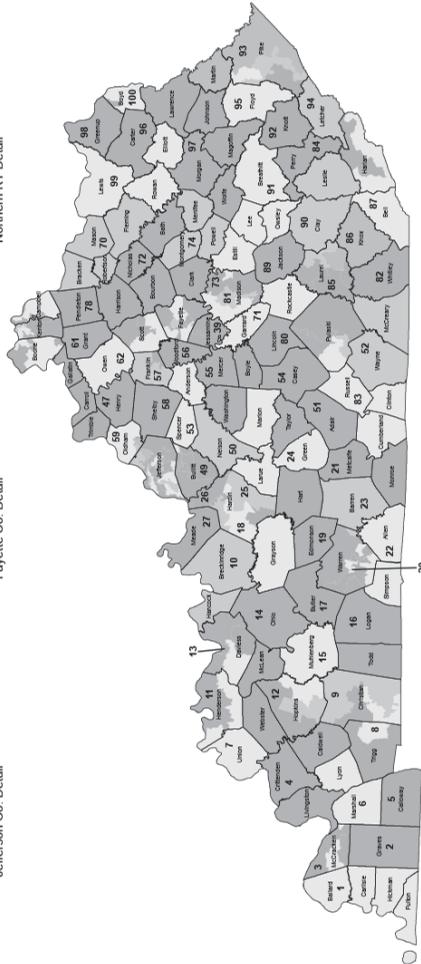 Jefferson Co. Detail
Fayette Co. Detail
Northern KY Detail
Fulton
Hickman
Carlisle
Ballard
1
3
McCracken
Graves
2
Marshall
6
Calloway
5
Livingston
Crittenden
4
Lyon
Trigg
8
Caldwell
Union
7
Webster
Henderson
11
Hopkins
12
Christian
9
McLean
13
Daviess
Muhlenberg
15
Todd
Hancock
Ohio
14
Butler
17
Logan
16
Simpson
Warren
20
Edmonson
19
Allen
22
Breckinridge
10
Grayson
Meade
27
Hardin
18
25
Hart
Barren
23
Monroe
Metcalfe
21
Larue
Green
24
26
Bullitt
49
Jefferson
Nelson
50
Spencer
53
Marion
Taylor
Adair
51
Cumberland
Clinton
Russell
83
Washington
Casey
54
Oldham
59
Trimble
Carroll
47
Henry
Shelby
58
Anderson
Franklin
57
Mercer
55
Boyle
Lincoln
80
Pulaski
Wayne
52
McCreary
Gallatin
Owen
62
Grant
61
Boone
Kenton
Campbell
Pendleton
78
Scott
Woodford
56
Fayette
Jessamine
39
Garrard
71
Rockcastle
Madison
81
73
Laurel
85
Whitley
82
Knox
86
Jackson
89
Bracken
Robertson
Mason
70
Harrison
Nicholas
72
Bourbon
Clark
Montgomery
74
Bath
Fleming
Powell
Estill
Menifee
Lee
Owsley
Clay
90
Bell
87
Harlan
Leslie
Perry
84
Letcher
94
Knott
92
Breathitt
91
Wolfe
Morgan
97
Magoffin
Rowan
Lewis
99
Greenup
98
Carter
96
Elliott
Boyd
100
Lawrence
Johnson
Martin
Floyd
95
Pike
93